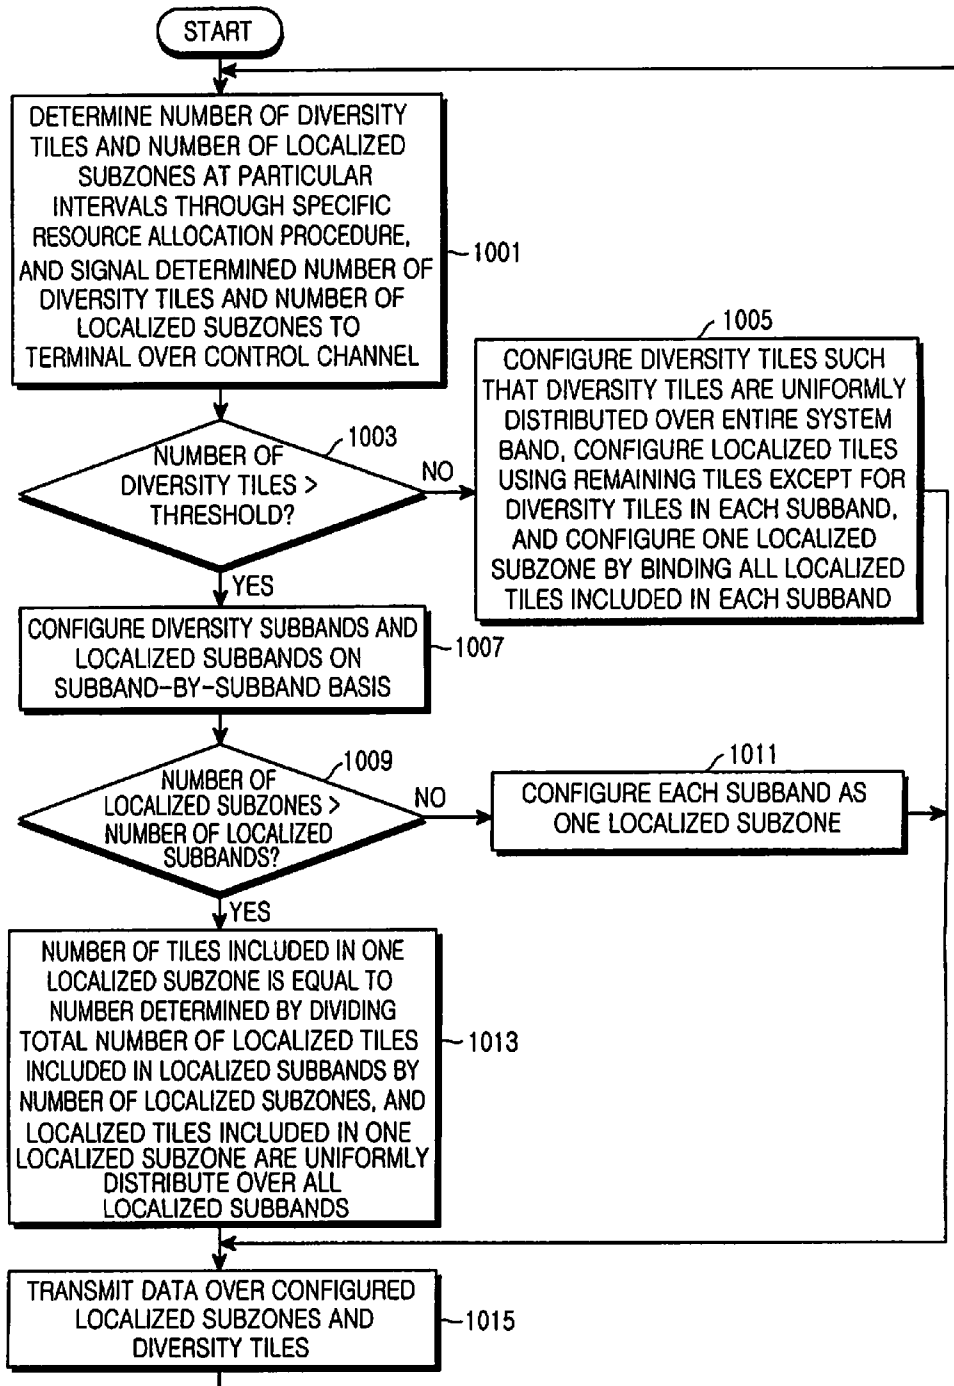 START
DETERMINE NUMBER OF DIVERSITY
TILES AND NUMBER OF LOCALIZED
SUBZONES AT PARTICULAR
INTERVALS THROUGH SPECIFIC
RESOURCE ALLOCATION PROCEDURE,
AND SIGNAL DETERMINED NUMBER OF
DIVERSITY TILES AND NUMBER OF
LOCALIZED SUBZONES TO
TERMINAL OVER CONTROL CHANNEL
1001
1003
NUMBER OF
DIVERSITY TILES >
THRESHOLD?
NO
YES
1005
CONFIGURE DIVERSITY TILES SUCH
THAT DIVERSITY TILES ARE UNIFORMLY
DISTRIBUTED OVER ENTIRE SYSTEM
BAND, CONFIGURE LOCALIZED TILES
USING REMAINING TILES EXCEPT FOR
DIVERSITY TILES IN EACH SUBBAND,
AND CONFIGURE ONE LOCALIZED
SUBZONE BY BINDING ALL LOCALIZED
TILES INCLUDED IN EACH SUBBAND
CONFIGURE DIVERSITY SUBBANDS AND
LOCALIZED SUBBANDS ON
SUBBAND-BY-SUBBAND BASIS
1007
1009
NUMBER OF
LOCALIZED SUBZONES >
NUMBER OF LOCALIZED
SUBBANDS?
NO
YES
1011
CONFIGURE EACH SUBBAND AS
ONE LOCALIZED SUBZONE
NUMBER OF TILES INCLUDED IN ONE
LOCALIZED SUBZONE IS EQUAL TO
NUMBER DETERMINED BY DIVIDING
TOTAL NUMBER OF LOCALIZED TILES
INCLUDED IN LOCALIZED SUBBANDS BY
NUMBER OF LOCALIZED SUBZONES, AND
LOCALIZED TILES INCLUDED IN ONE
LOCALIZED SUBZONE ARE UNIFORMLY
DISTRIBUTE OVER ALL
LOCALIZED SUBBANDS
1013
TRANSMIT DATA OVER CONFIGURED
LOCALIZED SUBZONES AND
DIVERSITY TILES
1015